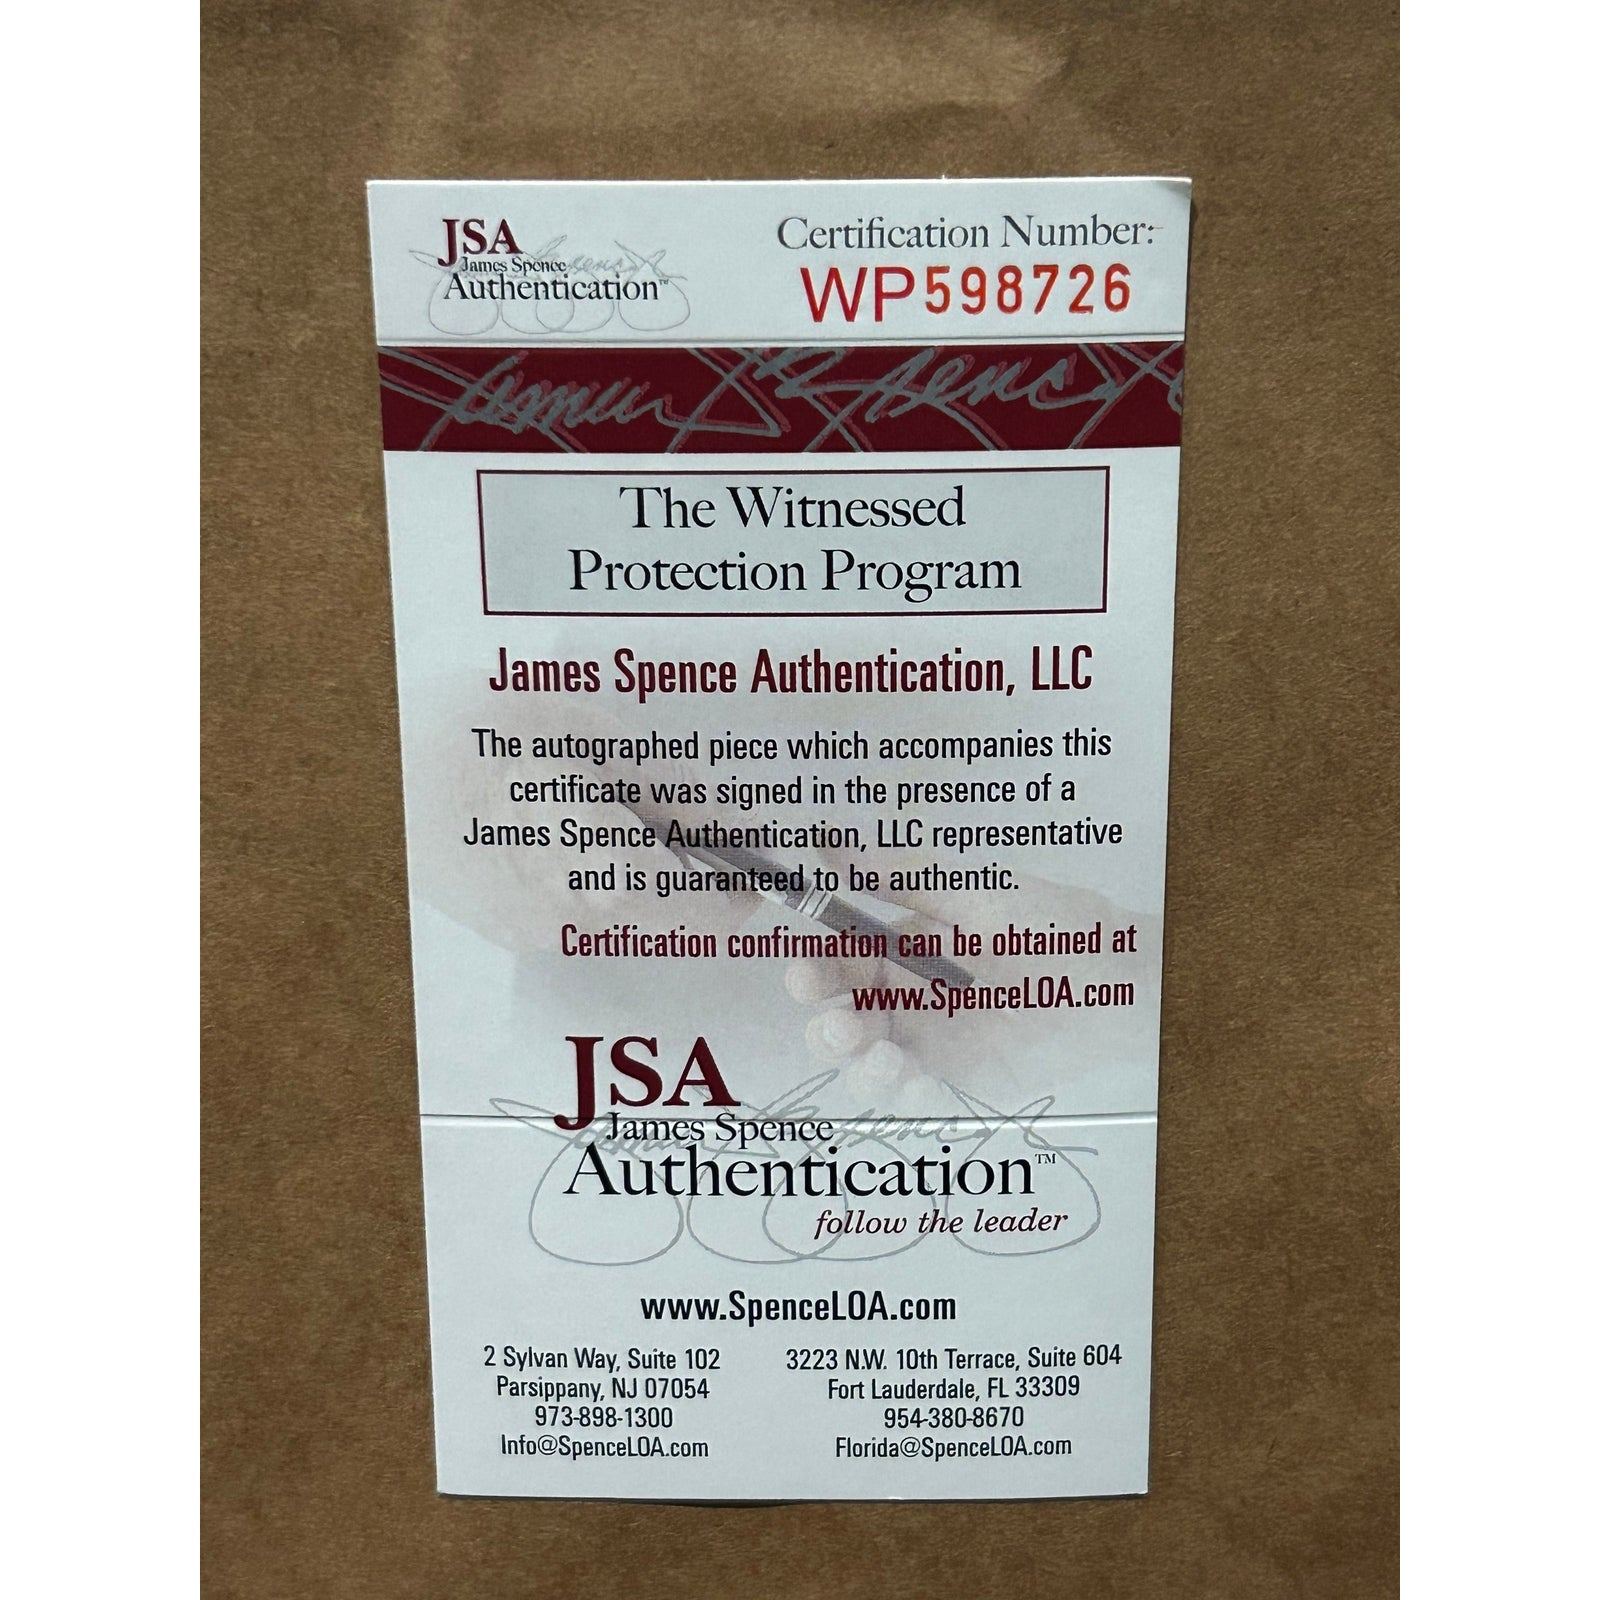 JSA
James Spence
Authentication™
Certification Number:
WP598726
The Witnessed
Protection Program
James Spence Authentication, LLC
The autographed piece which accompanies this
certificate was signed in the presence of a
James Spence Authentication, LLC representative
and is guaranteed to be authentic.
Certification confirmation can be obtained at
www.SpenceLOA.com
JSA
James Spence
Authentication™
follow the leader
www.SpenceLOA.com
2 Sylvan Way, Suite 102
Parsippany, NJ 07054
973-898-1300
Info@SpenceLOA.com
3223 N.W. 10th Terrace, Suite 604
Fort Lauderdale, FL 33309
954-380-8670
Florida@SpenceLOA.com